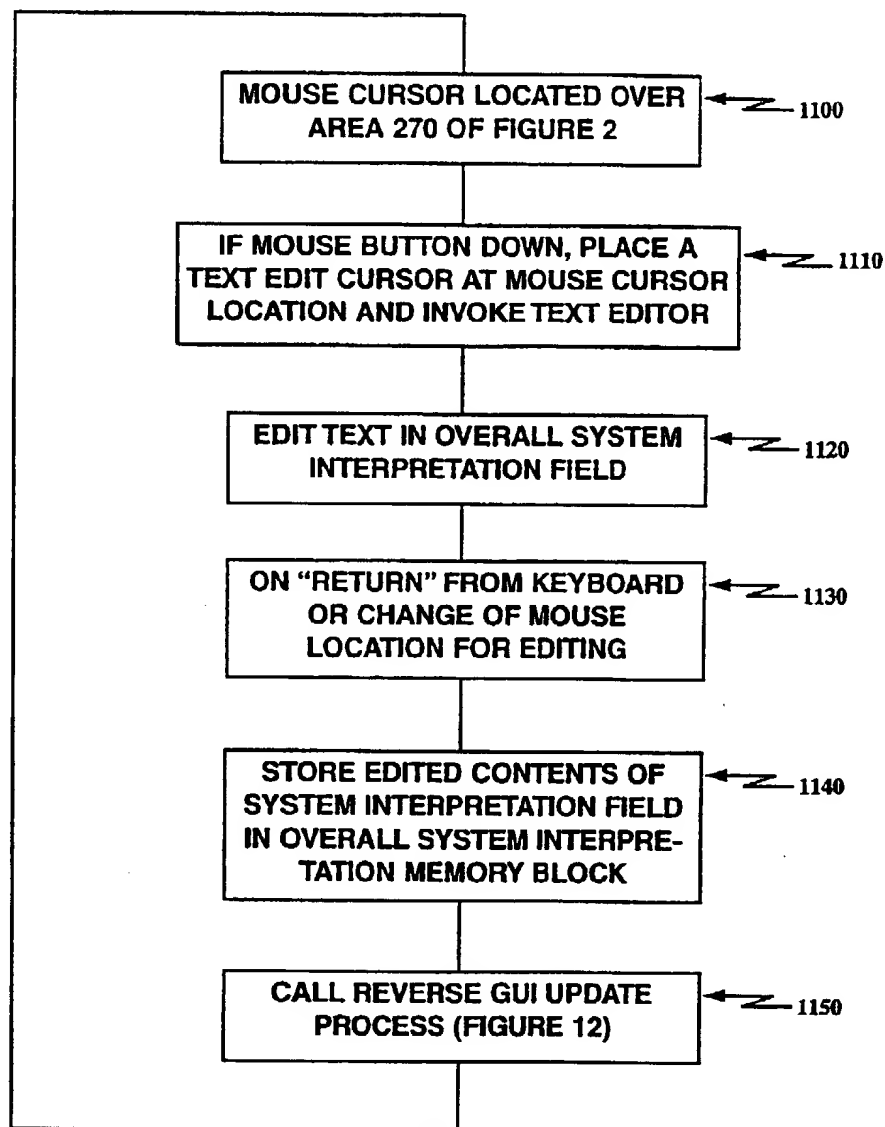 MOUSE CURSOR LOCATED OVER
AREA 270 OF FIGURE 2
1100
IF MOUSE BUTTON DOWN, PLACE A
TEXT EDIT CURSOR AT MOUSE CURSOR
LOCATION AND INVOKE TEXT EDITOR
1110
EDIT TEXT IN OVERALL SYSTEM
INTERPRETATION FIELD
1120
ON “RETURN” FROM KEYBOARD
OR CHANGE OF MOUSE
LOCATION FOR EDITING
1130
STORE EDITED CONTENTS OF
SYSTEM INTERPRETATION FIELD
IN OVERALL SYSTEM INTERPRE-
TATION MEMORY BLOCK
1140
CALL REVERSE GUI UPDATE
PROCESS (FIGURE 12)
1150